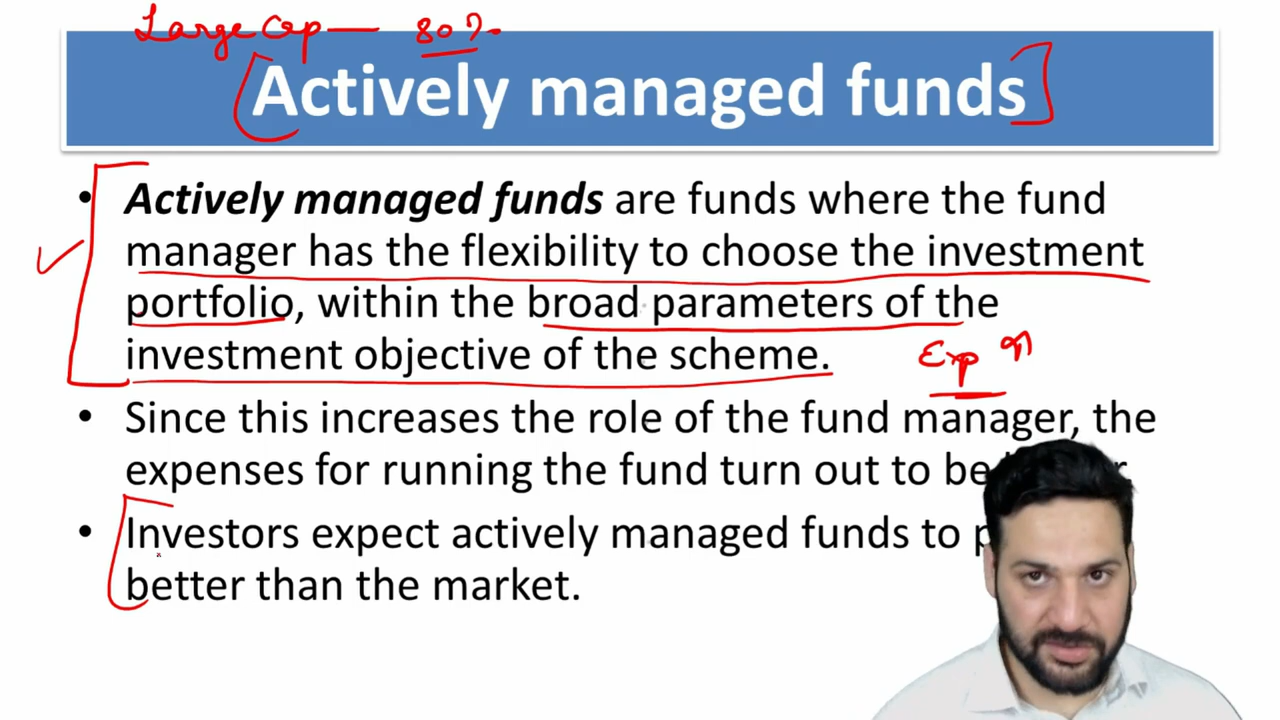 Large Cap — 80%
Actively managed funds
• Actively managed funds are funds where the fund
manager has the flexibility to choose the investment
portfolio, within the broad parameters of the
investment objective of the scheme.
Exp
• Since this increases the role of the fund manager, the
expenses for running the fund turn out to be
• Investors expect actively managed funds to
better than the market.